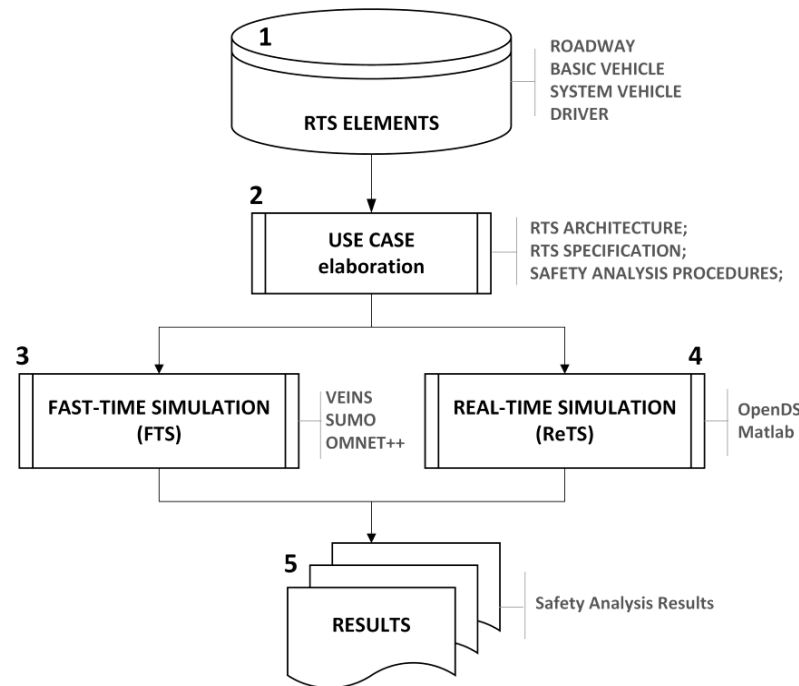 1
ROADWAY
BASIC VEHICLE
SYSTEM VEHICLE
DRIVER
RTS ELEMENTS
2
USE CASE
elaboration
RTS ARCHITECTURE;
RTS SPECIFICATION;
SAFETY ANALYSIS PROCEDURES;
3
FAST-TIME SIMULATION
(FTS)
VEINS
SUMO
OMNET++
4
REAL-TIME SIMULATION
(ReTS)
OpenDS
Matlab
5
RESULTS
Safety Analysis Results